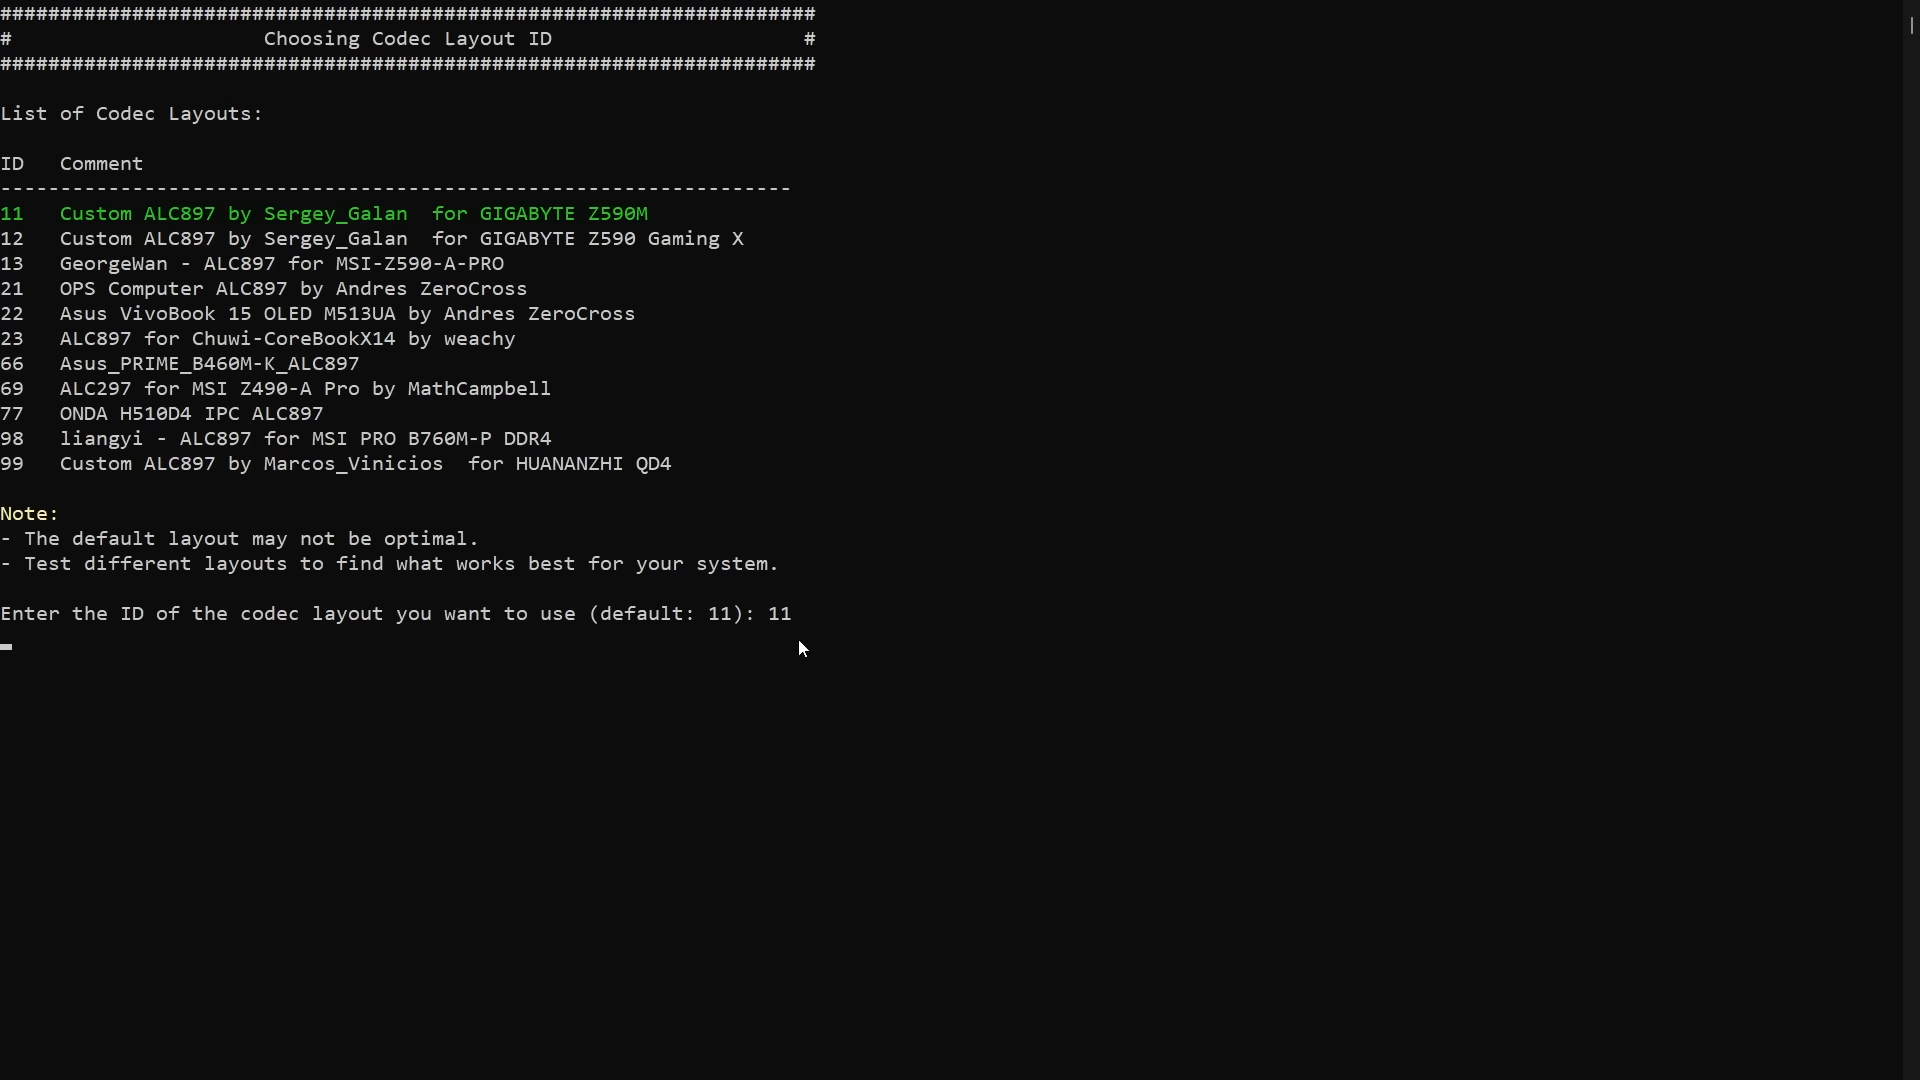 ####################################################################
#                     Choosing Codec Layout ID                     #
####################################################################

List of Codec Layouts:

ID   Comment
------------------------------------------------------------------
11   Custom ALC897 by Sergey_Galan  for GIGABYTE Z590M
12   Custom ALC897 by Sergey_Galan  for GIGABYTE Z590 Gaming X
13   GeorgeWan - ALC897 for MSI-Z590-A-PRO
21   OPS Computer ALC897 by Andres ZeroCross
22   Asus VivoBook 15 OLED M513UA by Andres ZeroCross
23   ALC897 for Chuwi-CoreBookX14 by weachy
66   Asus_PRIME_B460M-K_ALC897
69   ALC297 for MSI Z490-A Pro by MathCampbell
77   ONDA H510D4 IPC ALC897
98   liangyi - ALC897 for MSI PRO B760M-P DDR4
99   Custom ALC897 by Marcos_Vinicios  for HUANANZHI QD4

Note:
- The default layout may not be optimal.
- Test different layouts to find what works best for your system.

Enter the ID of the codec layout you want to use (default: 11): 11